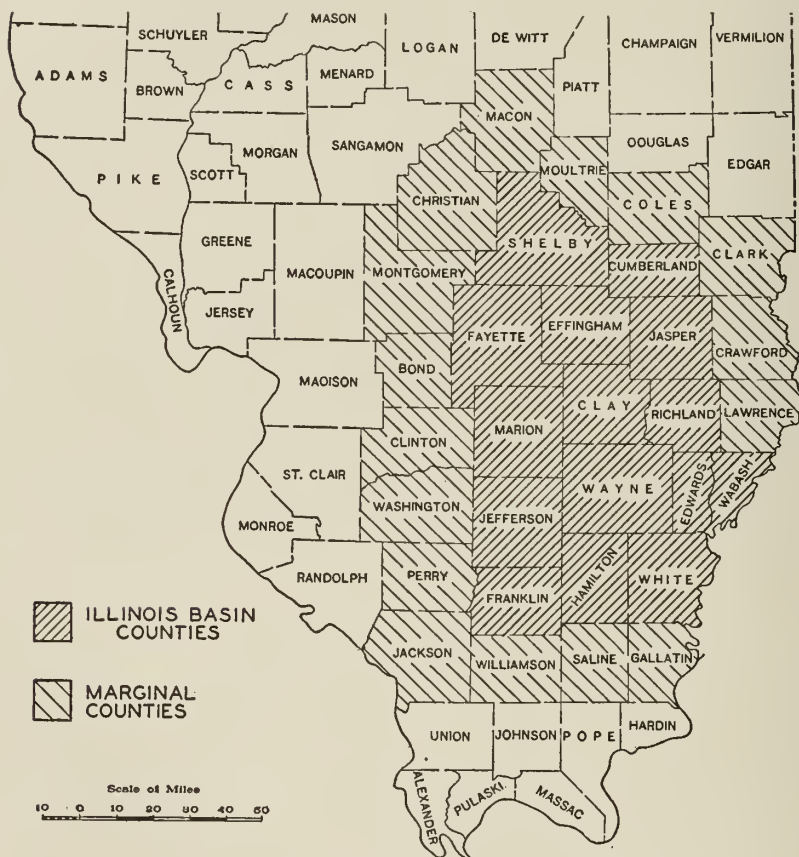 MASON
SCHUYLER
LOGAN
DE WITT
CHAMPAIGN
VERMILION
ADAMS
BROWN
CASS
MENARD
PIATT
MACON
SANGAMON
DOUGLAS
EDGAR
PIKE
SCOTT
MORGAN
MOULTRIE
CHRISTIAN
COLES
GREENE
MACOUPIN
MONTGOMERY
SHELBY
CUMBERLAND
CLARK
CALHOUN
JERSEY
FAYETTE
EFFINGHAM
JASPER
CRAWFORD
MAOISON
BOND
CLAY
RICHLAND
LAWRENCE
MARION
CLINTON
ST. CLAIR
WAYNE
EDWARDS
WABASH
WASHINGTON
JEFFERSON
MONROE
RANDOLPH
PERRY
HAMILTON
WHITE
FRANKLIN
ILLINOIS BASIN
COUNTIES
JACKSON
WILLIAMSON
SALINE
GALLATIN
MARGINAL
COUNTIES
UNION
JOHNSON
POPE
HARDIN
Scale of Miles
10 0 10 20 30 40 50
ALEXANDER
PULASKI
MASSAC